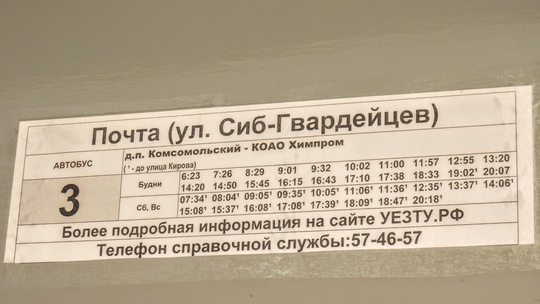 Почта (ул. Сиб-Гвардейцев)
АВТОБУС
3
д.п. Комсомольский - КОАО Химпром
( ¹ - до улица Кирова)
Будни
6:23 7:26 8:29 9:01 9:32 10:02 11:00 11:57 12:55 13:20
14:20 14:50 15:45 16:15 16:43 17:10 17:38 18:33 19:02¹ 20:07
Сб, Вс
07:34¹ 08:04¹ 09:05¹ 09:35¹ 10:05¹ 11:06¹ 11:36¹ 12:35¹ 13:37¹ 14:06¹
15:08¹ 15:37¹ 16:08¹ 17:08¹ 17:39¹ 18:09¹ 18:47¹ 20:18¹
Более подробная информация на сайте УЕЗТУ.РФ
Телефон справочной службы:57-46-57